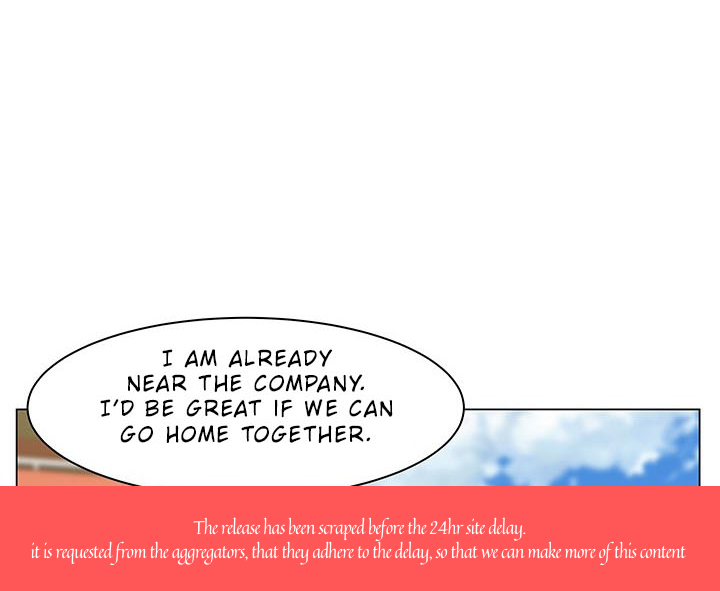 I AM ALREADY
NEAR THE COMPANY.
I'D BE GREAT IF WE CAN
GO HOME TOGETHER.
The release has been scraped before the 24hr site delay.
it is requested from the aggregators, that they adhere to the delay, so that we can make more of this content